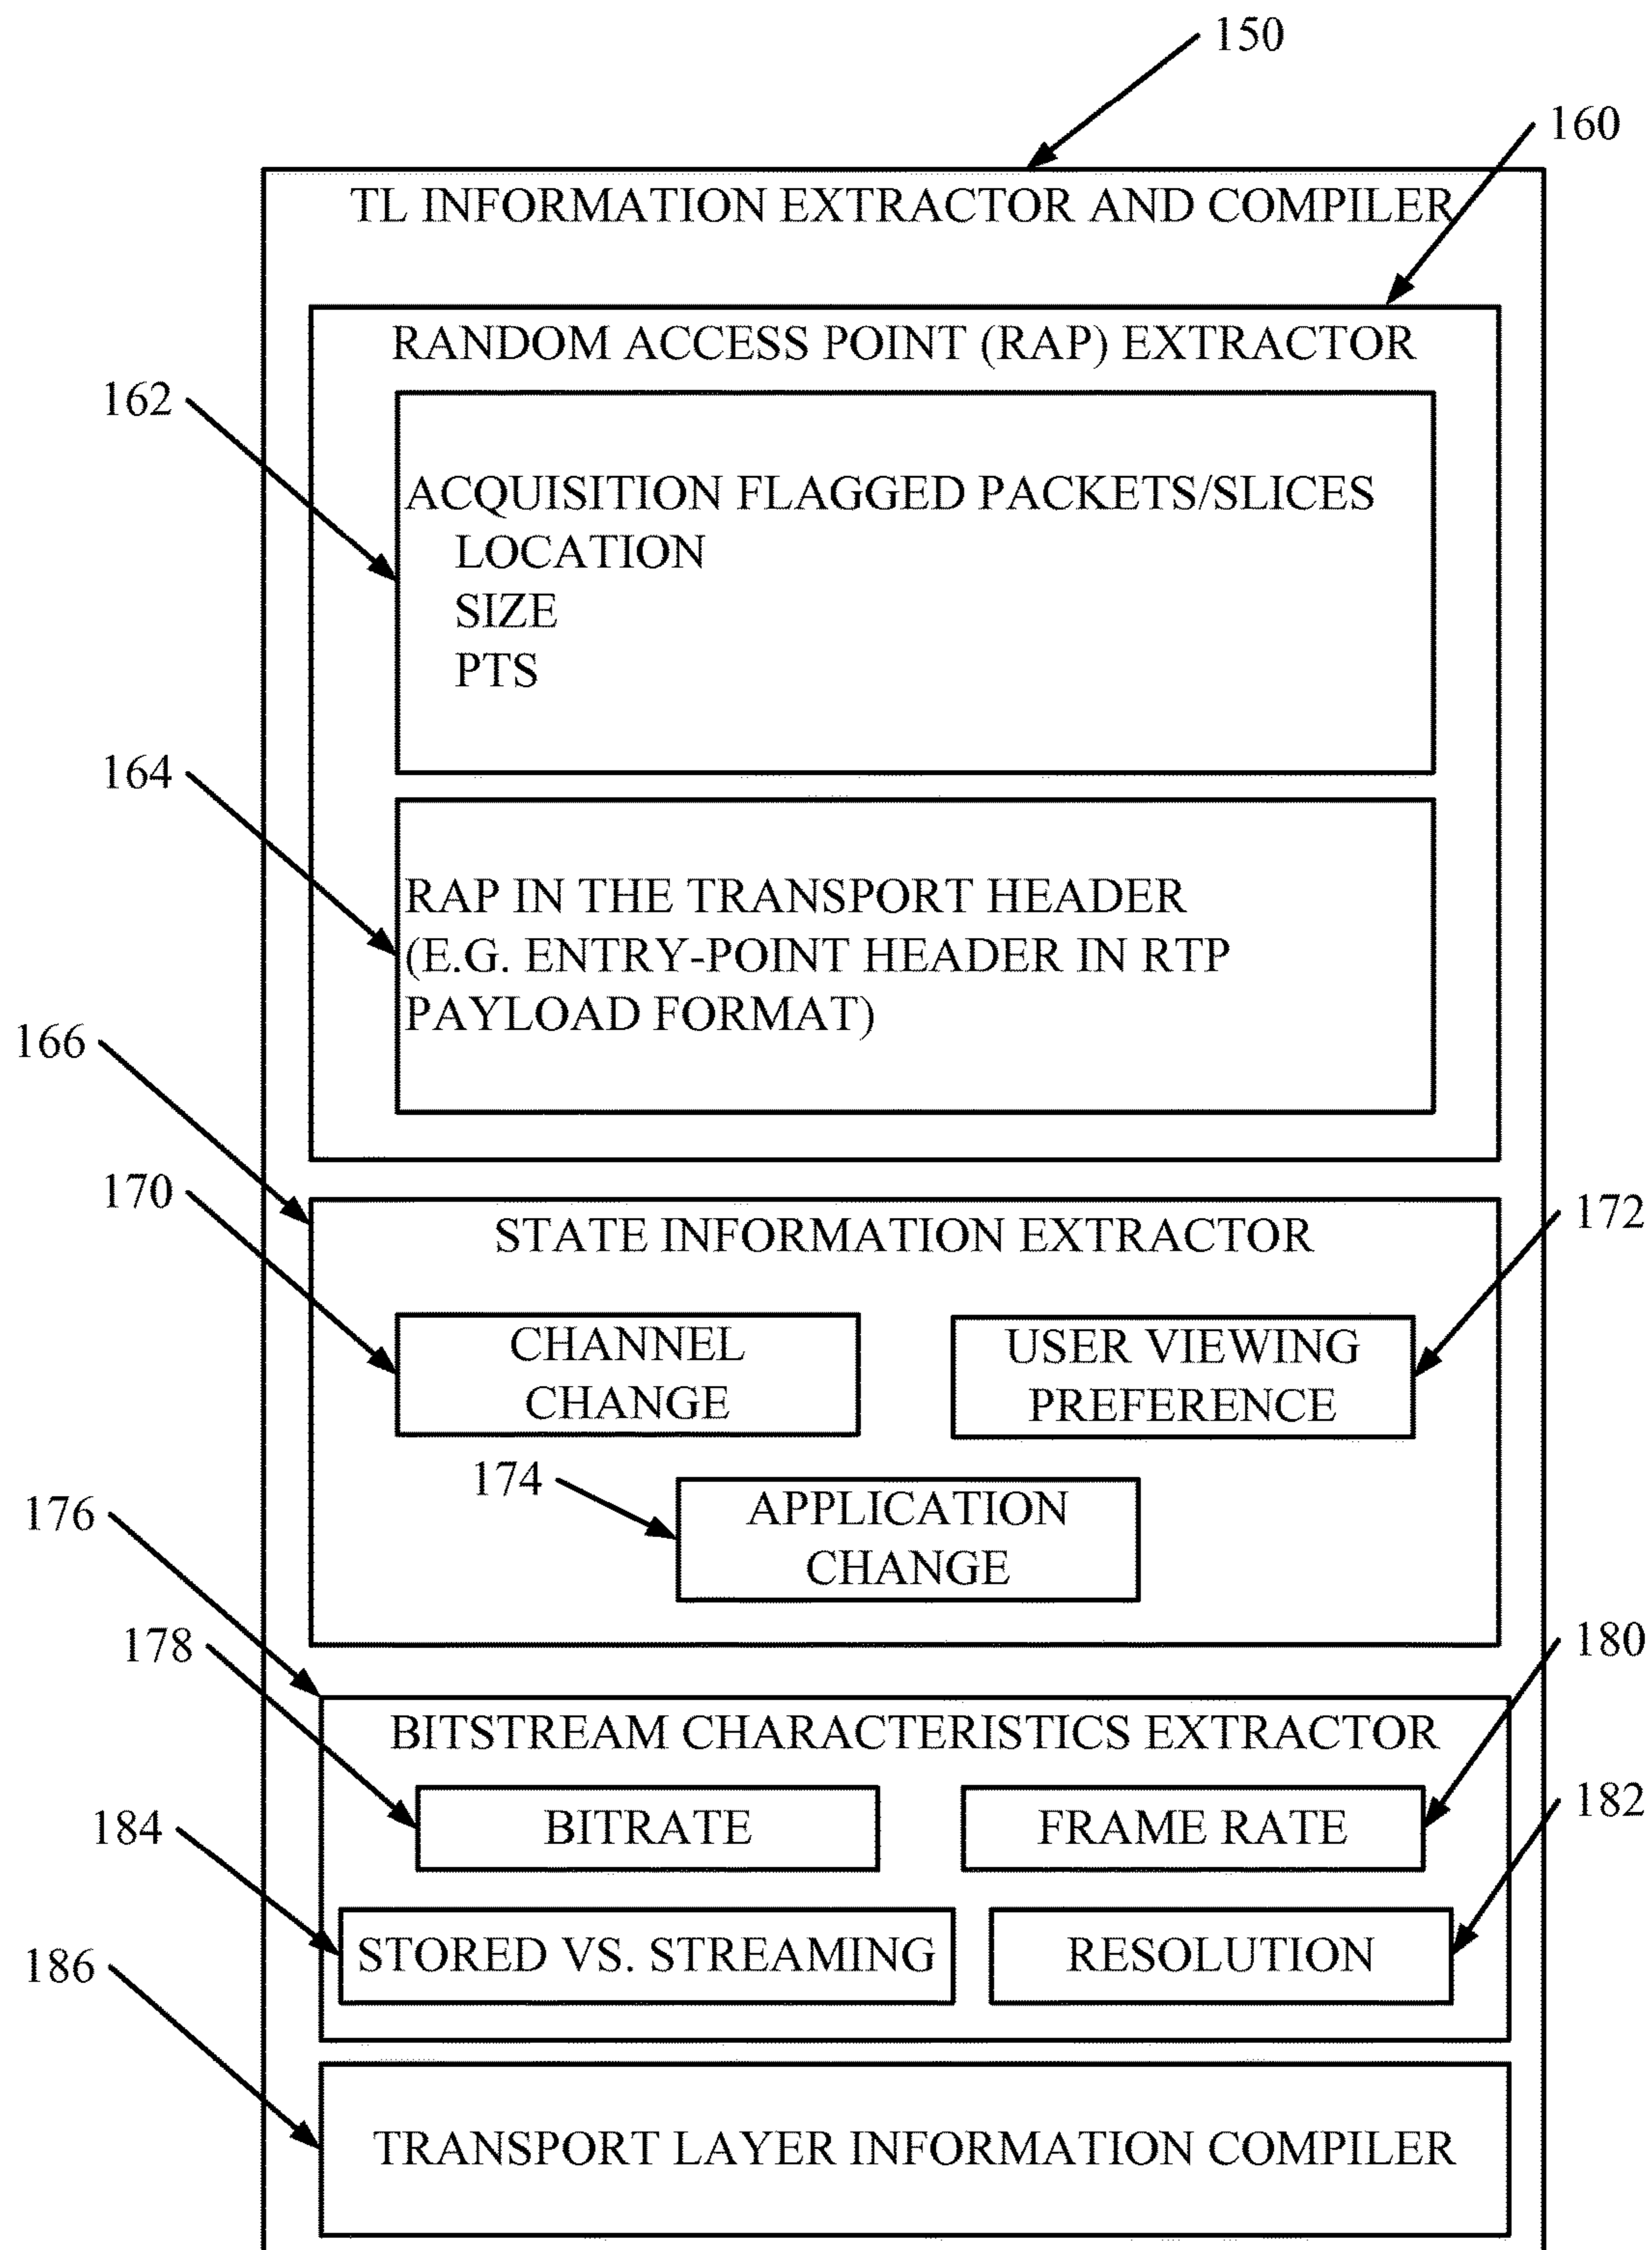 150
160
TL INFORMATION EXTRACTOR AND COMPILER
RANDOM ACCESS POINT (RAP) EXTRACTOR
162
ACQUISITION FLAGGED PACKETS/SLICES
LOCATION
SIZE
PTS
164
RAP IN THE TRANSPORT HEADER
(E.G. ENTRY-POINT HEADER IN RTP
PAYLOAD FORMAT)
166
170
172
STATE INFORMATION EXTRACTOR
CHANNEL
CHANGE
USER VIEWING
PREFERENCE
174
APPLICATION
CHANGE
176
178
180
BITSTREAM CHARACTERISTICS EXTRACTOR
BITRATE
FRAME RATE
184
182
STORED VS. STREAMING
RESOLUTION
186
TRANSPORT LAYER INFORMATION COMPILER